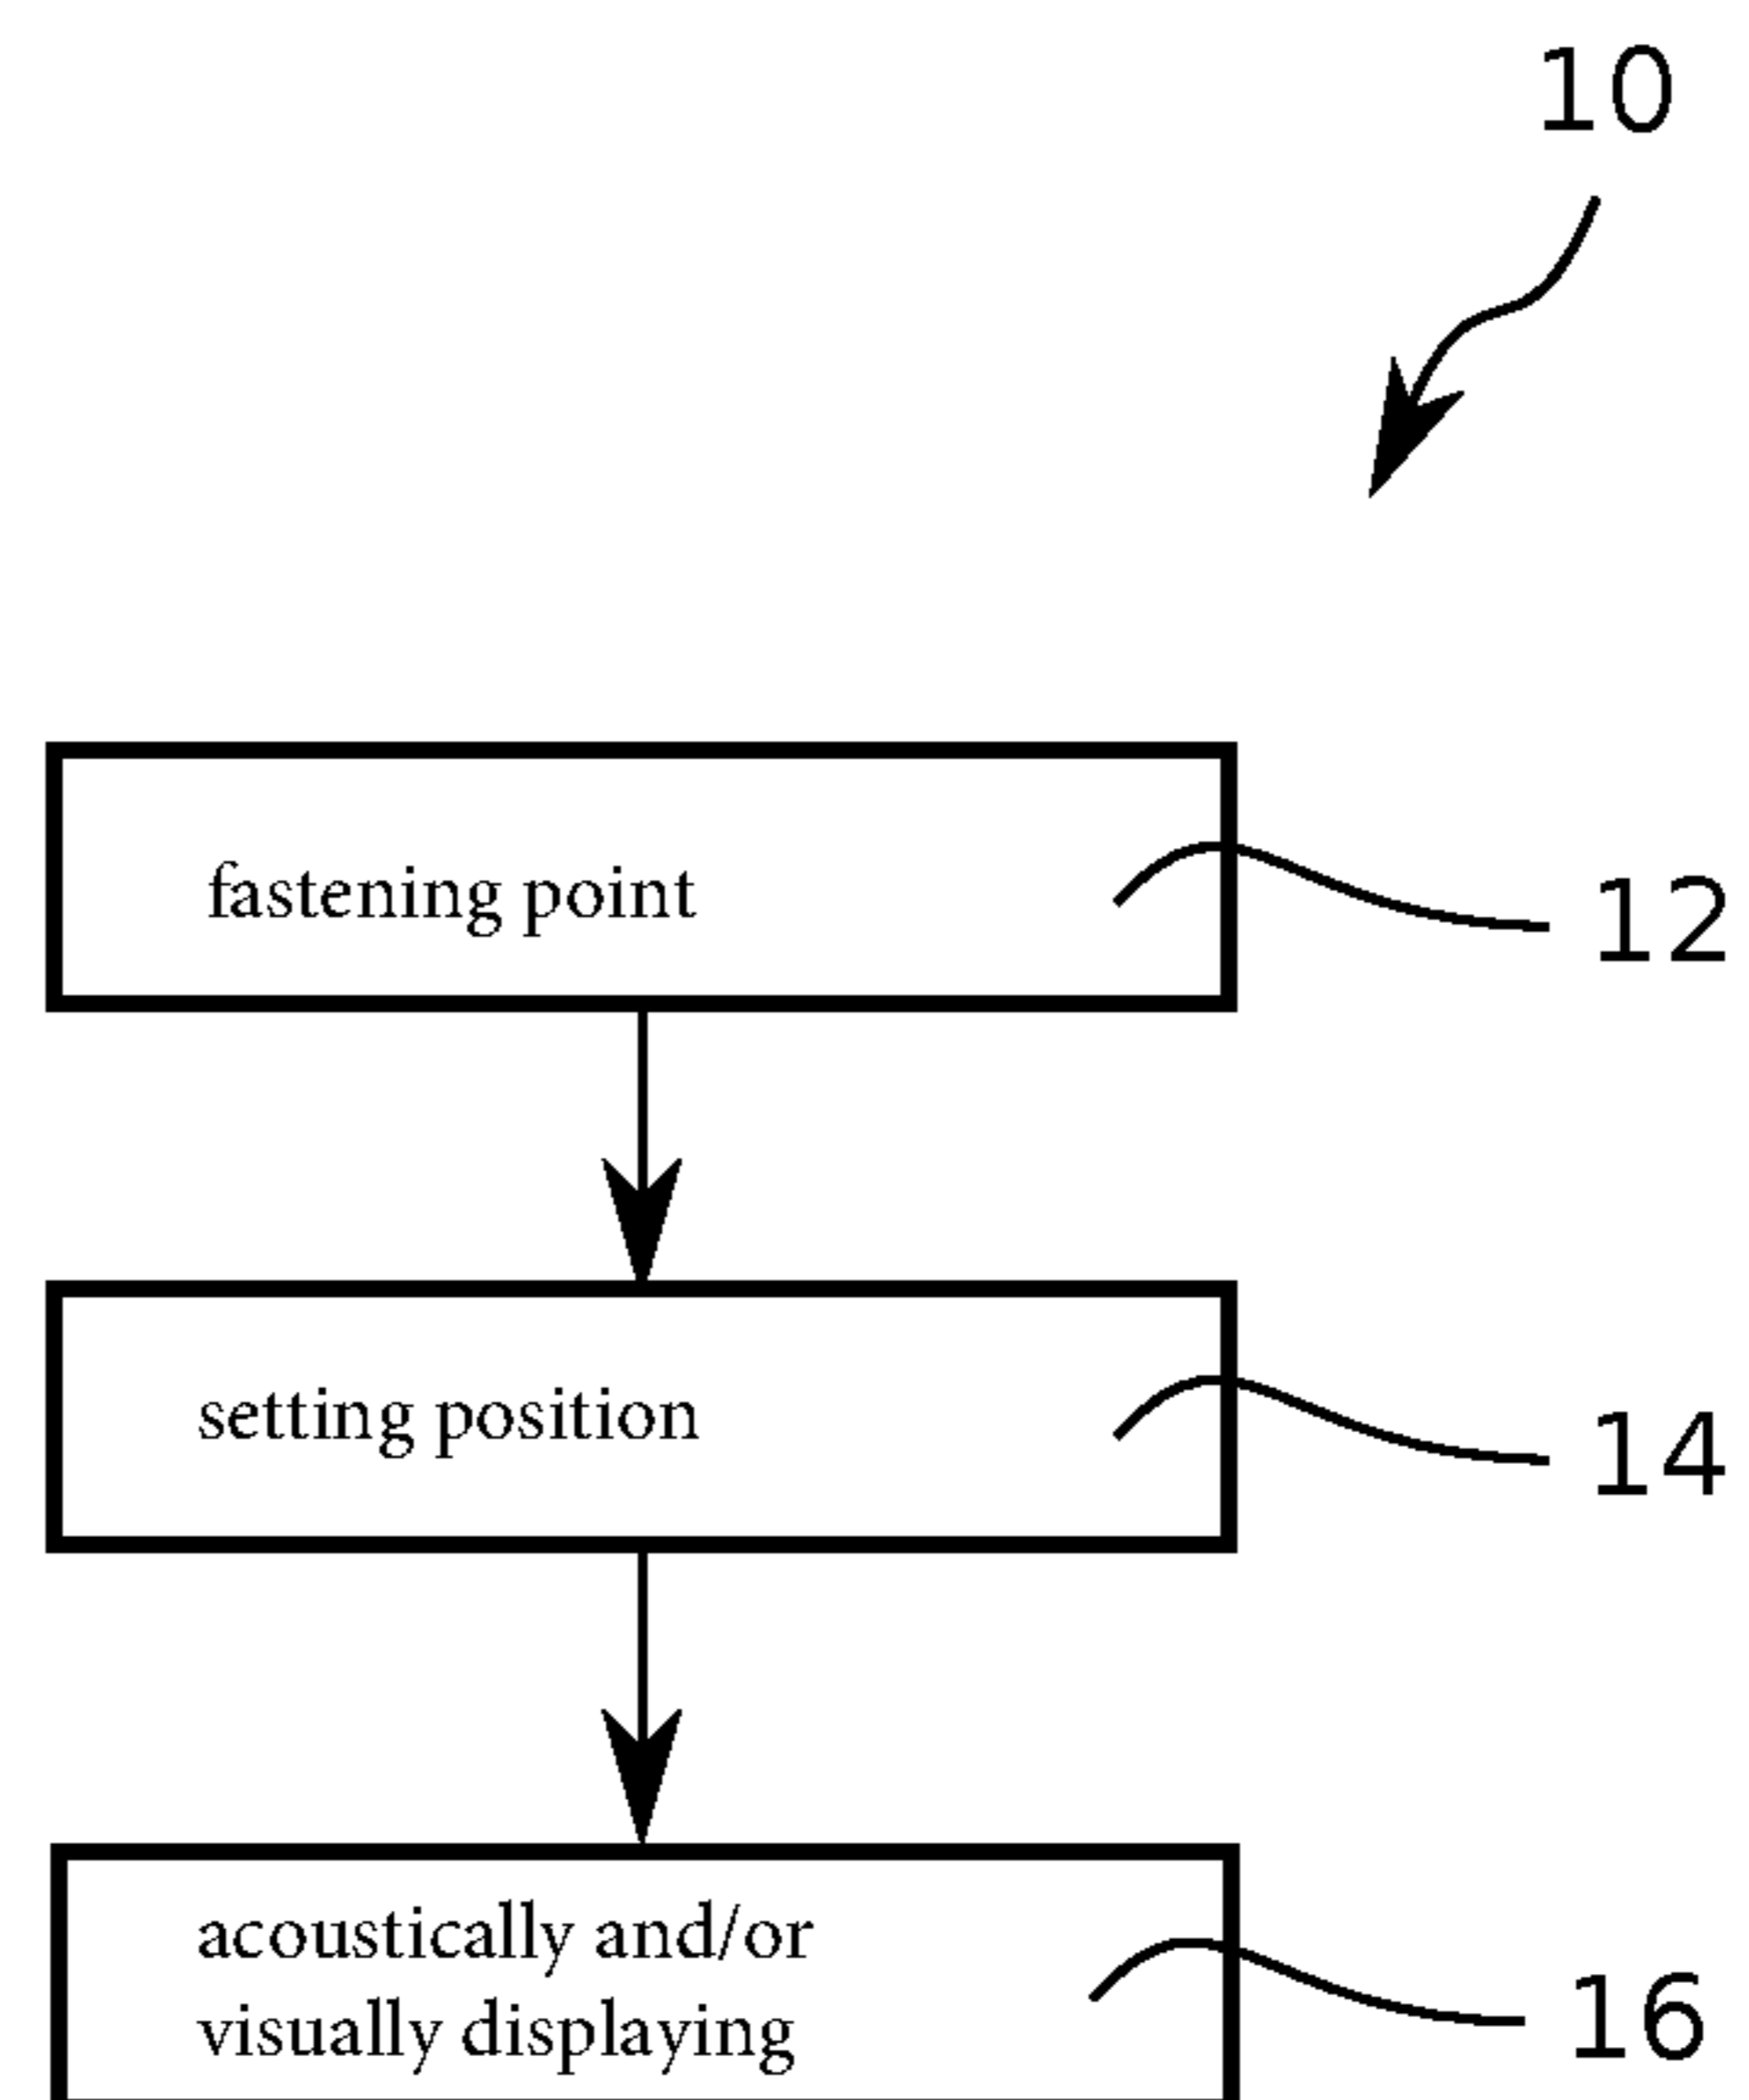 10
fastening point
12
setting position
14
acoustically and/or
visually displaying
16